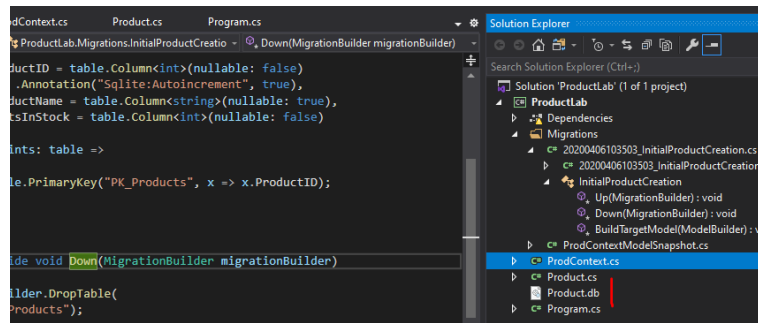 odContext.cs Product.cs Program.cs
ProductLab.Migrations.InitialProductCreatio Down(MigrationBuilder migrationBuilder)
ductID = table.Column<int>(nullable: false)
.Annotation("Sqlite:Autoincrement", true),
ductName = table.Column<string>(nullable: true),
tsInStock = table.Column<int>(nullable: false)
ints: table =>
le.PrimaryKey("PK_Products", x => x.ProductID);
ide void Down(MigrationBuilder migrationBuilder)
ilder.DropTable(
Products");
Solution Explorer
Search Solution Explorer (Ctrl+;)
Solution 'ProductLab' (1 of 1 project)
C# ProductLab
Dependencies
Migrations
C# 20200406103503_InitialProductCreation.cs
C# 20200406103503_InitialProductCreation
InitialProductCreation
Up(MigrationBuilder) : void
Down(MigrationBuilder) : void
BuildTargetModel(ModelBuilder) : v
C# ProdContextModelSnapshot.cs
C# ProdContext.cs
C# Product.cs
Product.db
C# Program.cs